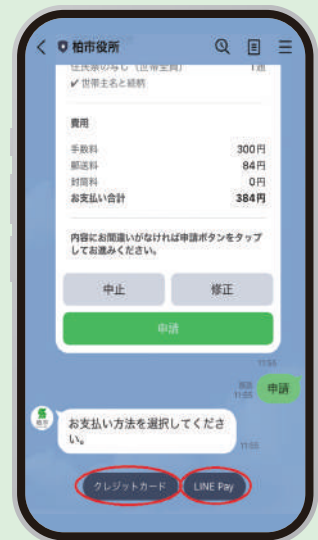 柏市役所
住民票の写し（世帯全員） 1通
✔世帯主名と続柄
費用
手数料 300円
郵送料 84円
封筒料 0円
お支払い合計 384円
内容にお間違いがなければ申請ボタンをタップ
してお進みください。
中止 修正
申請
11:55
既読
11:55 申請
お支払い方法を選択してくださ
い。
11:55
クレジットカード LINE Pay